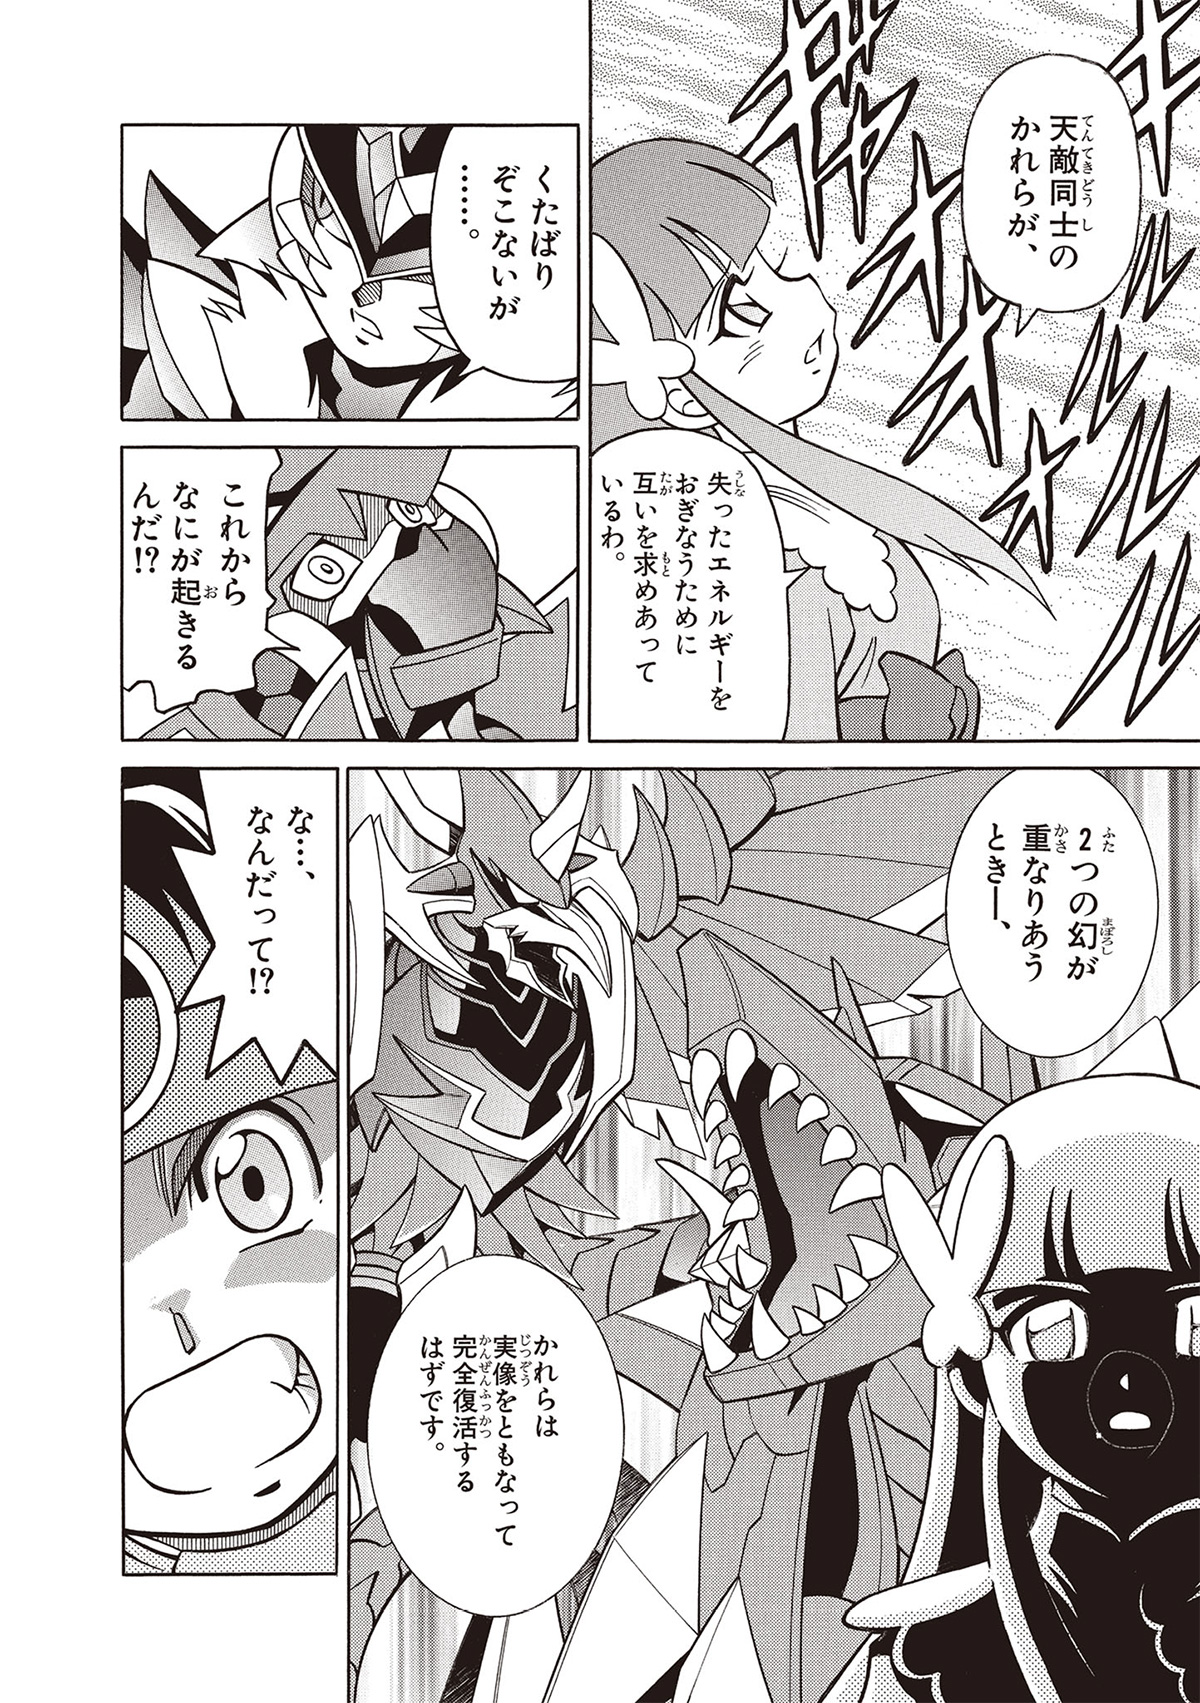 天敵同士の
かれらが、
ギャオオオ
失ったエネルギーを
おぎなうために
互いを求めあって
いるわ。
くたばり
ぞこないが
……。
これから
なにが起きる
んだ!?
2つの幻が
重なりあう
ときー、
かれらは
実像をともなって
完全復活する
はずです。
な…、
なんだって!?